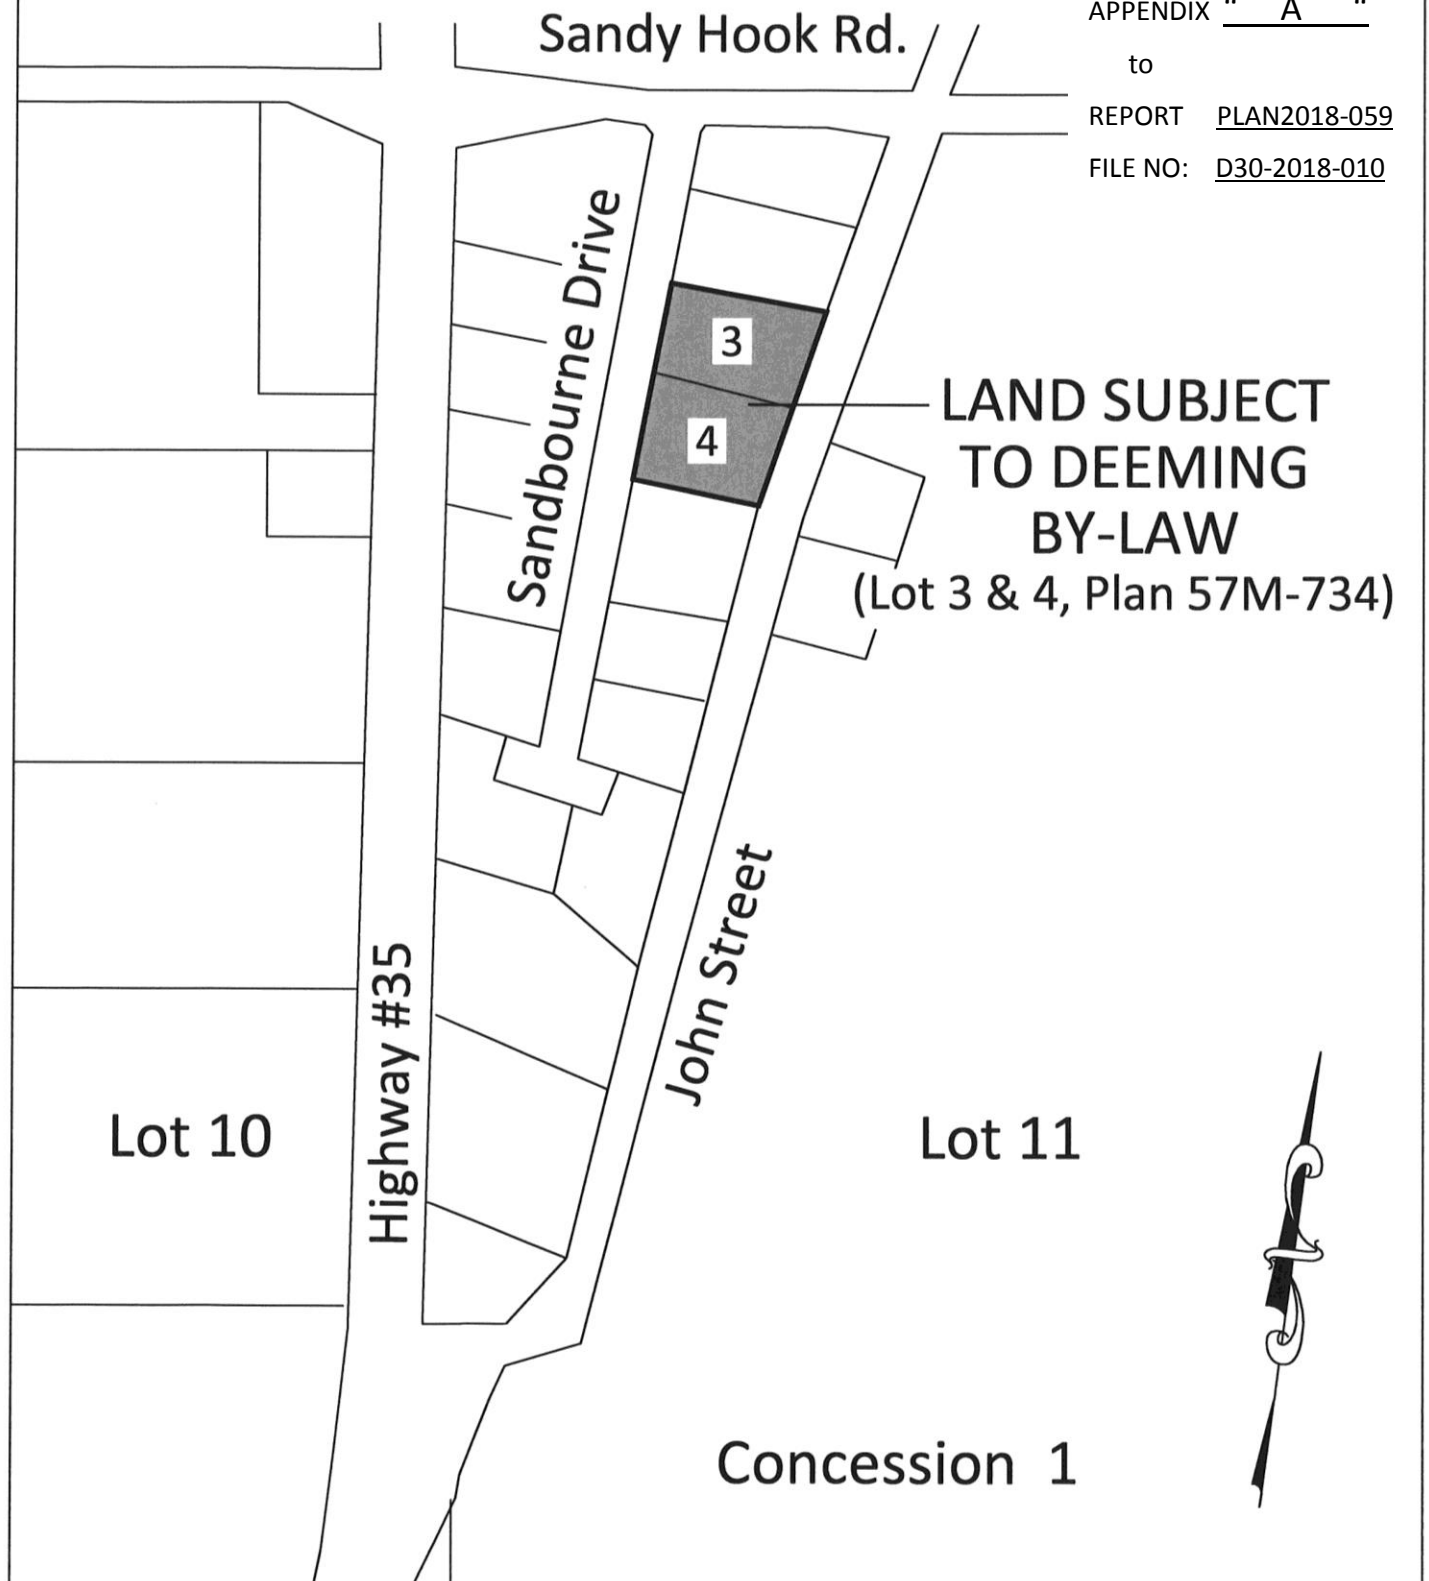 APPENDIX " A "
to
REPORT PLAN2018-059
FILE NO: D30-2018-010
Sandy Hook Rd.
Sandbourne Drive
3
4
LAND SUBJECT
TO DEEMING
BY-LAW
(Lot 3 & 4, Plan 57M-734)
John Street
Highway #35
Lot 10
Lot 11
Concession 1